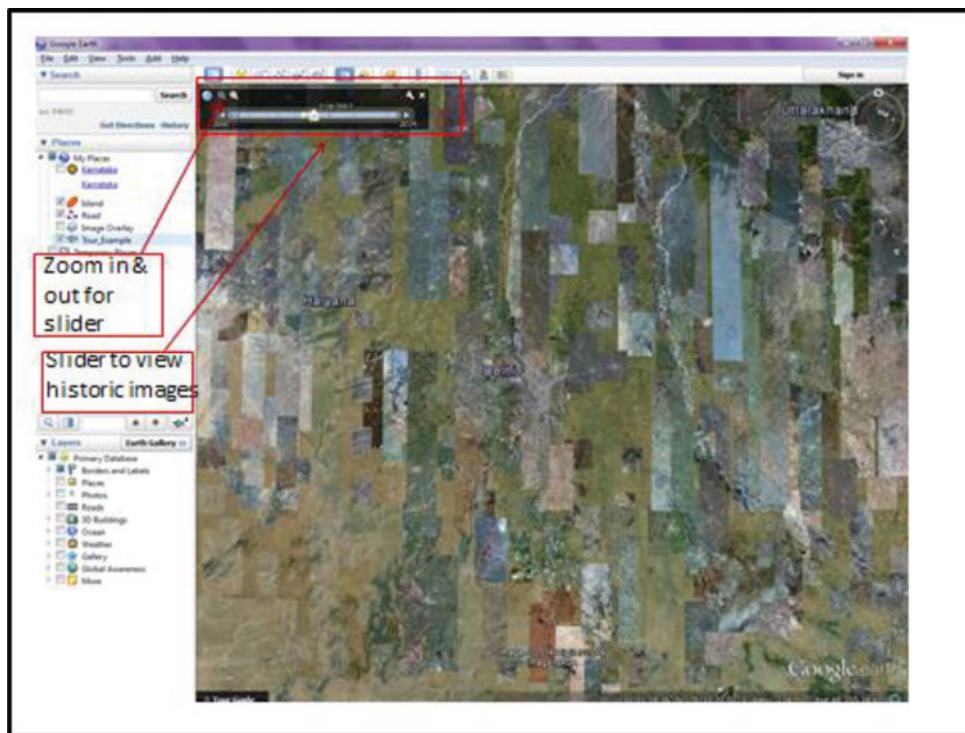 Google Earth
File Edit View Tools Add Help
▼ Search
Search
Get Directions History
▼ Places
My Places
Karnataka
Karnataka
Island
Road
Image Overlay
Tour_Example
Zoom in &
out for
slider
Slider to view
historic images
▼ Layers
Earth Gallery
Primary Database
Borders and Labels
Places
Photos
Roads
3D Buildings
Ocean
Weather
Gallery
Global Awareness
More
Sign in
Uttarakhand
Haryana
Delhi
Google earth
Tour Guide